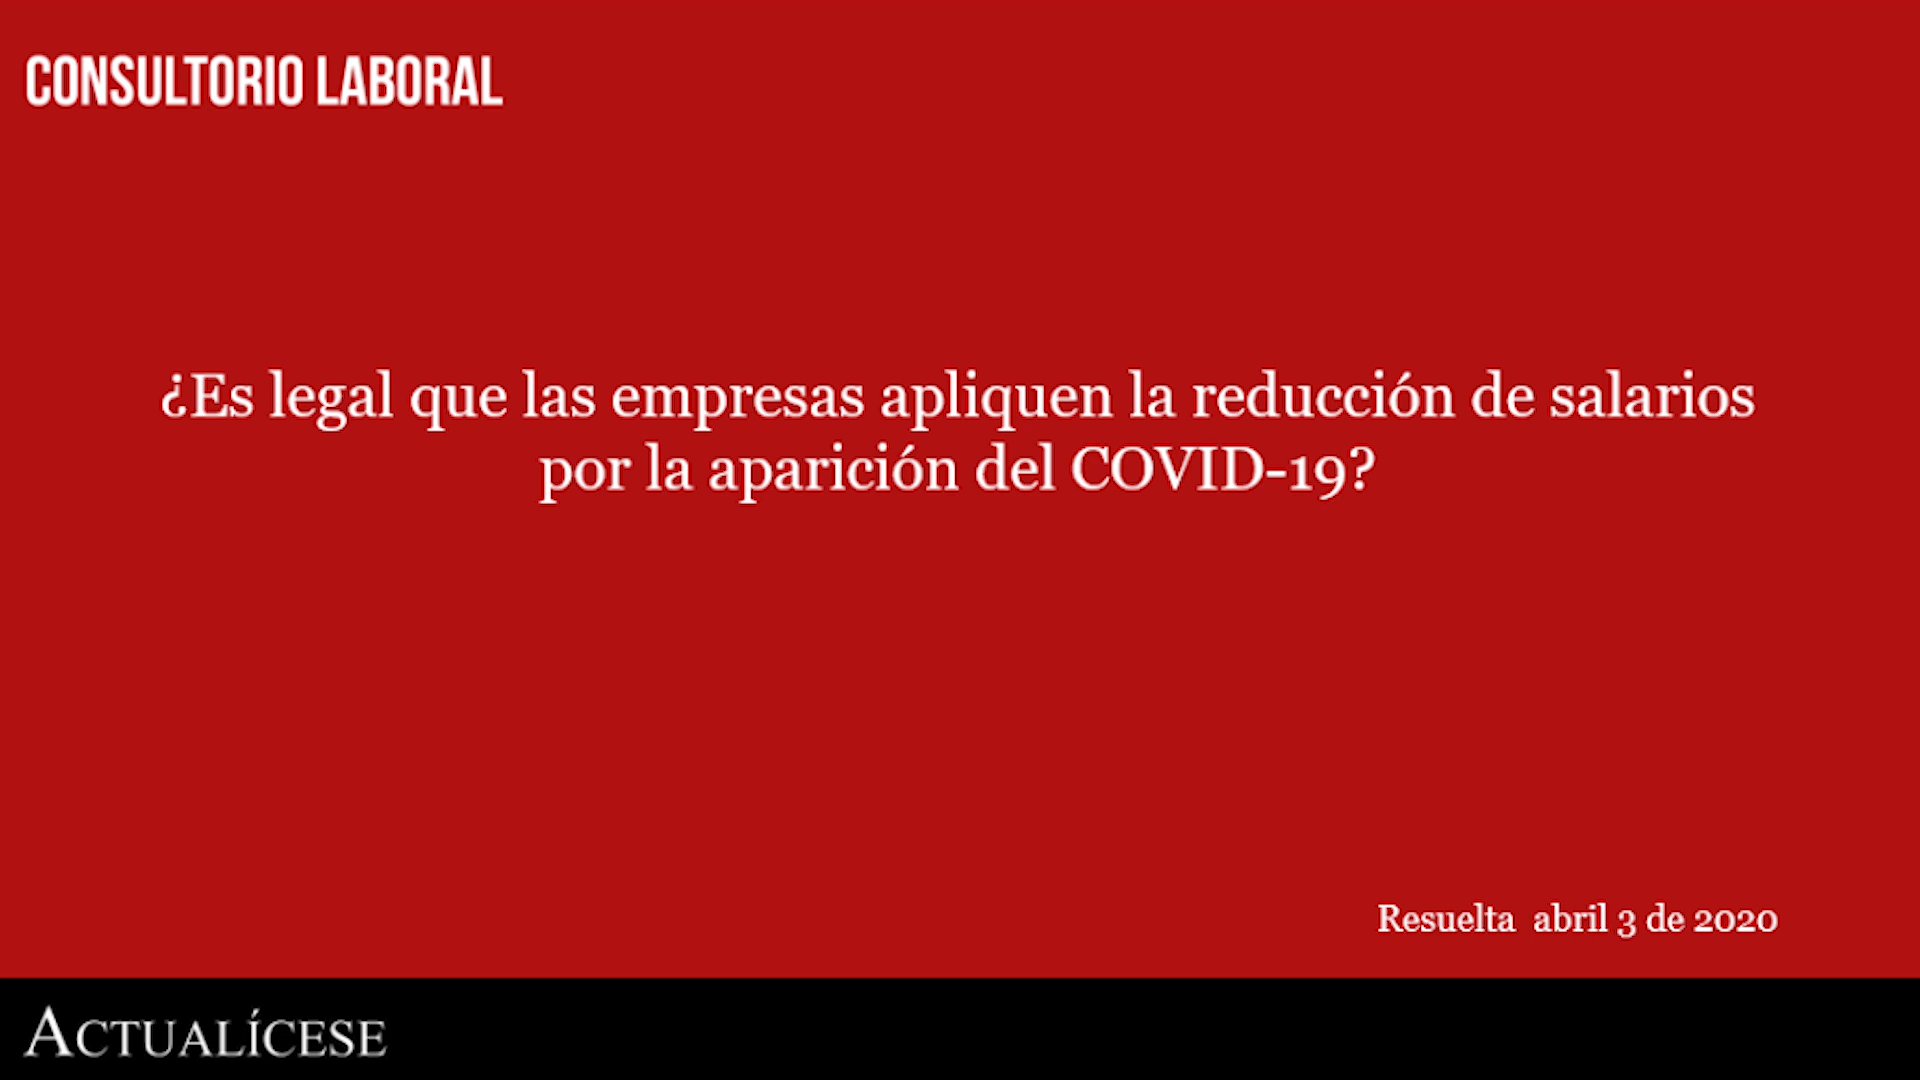 CONSULTORIO LABORAL
¿Es legal que las empresas apliquen la reducción de salarios
por la aparición del COVID-19?
Resuelta abril 3 de 2020
ACTUALÍCESE